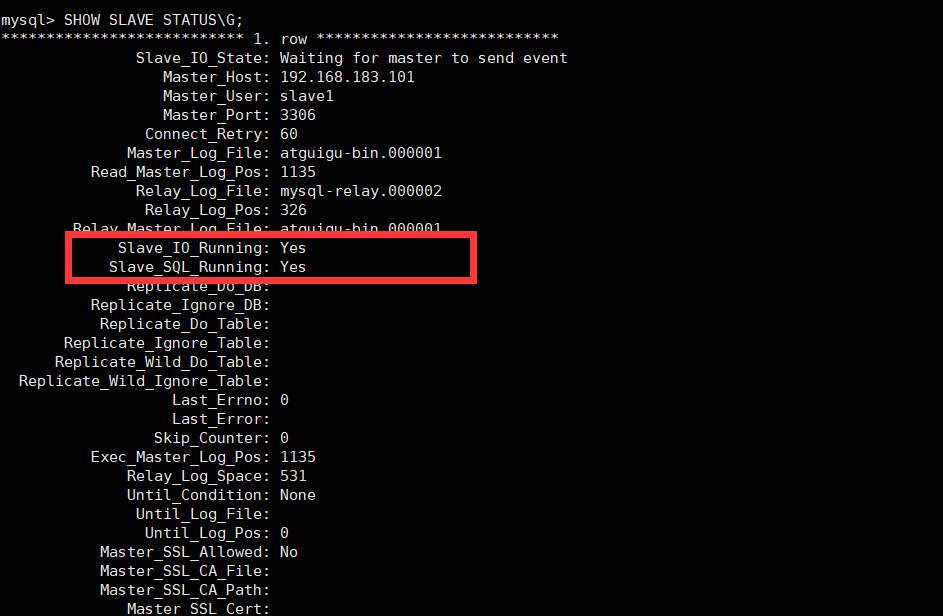 mysql> SHOW SLAVE STATUS\G;
*************************** 1. row ***************************
Slave_IO_State: Waiting for master to send event
Master_Host: 192.168.183.101
Master_User: slave1
Master_Port: 3306
Connect_Retry: 60
Master_Log_File: atguigu-bin.000001
Read_Master_Log_Pos: 1135
Relay_Log_File: mysql-relay.000002
Relay_Log_Pos: 326
Relay_Master_Log_File: atguigu-bin.000001
Slave_IO_Running: Yes
Slave_SQL_Running: Yes
Replicate_Do_DB:
Replicate_Ignore_DB:
Replicate_Do_Table:
Replicate_Ignore_Table:
Replicate_Wild_Do_Table:
Replicate_Wild_Ignore_Table:
Last_Errno: 0
Last_Error:
Skip_Counter: 0
Exec_Master_Log_Pos: 1135
Relay_Log_Space: 531
Until_Condition: None
Until_Log_File:
Until_Log_Pos: 0
Master_SSL_Allowed: No
Master_SSL_CA_File:
Master_SSL_CA_Path:
Master_SSL_Cert: